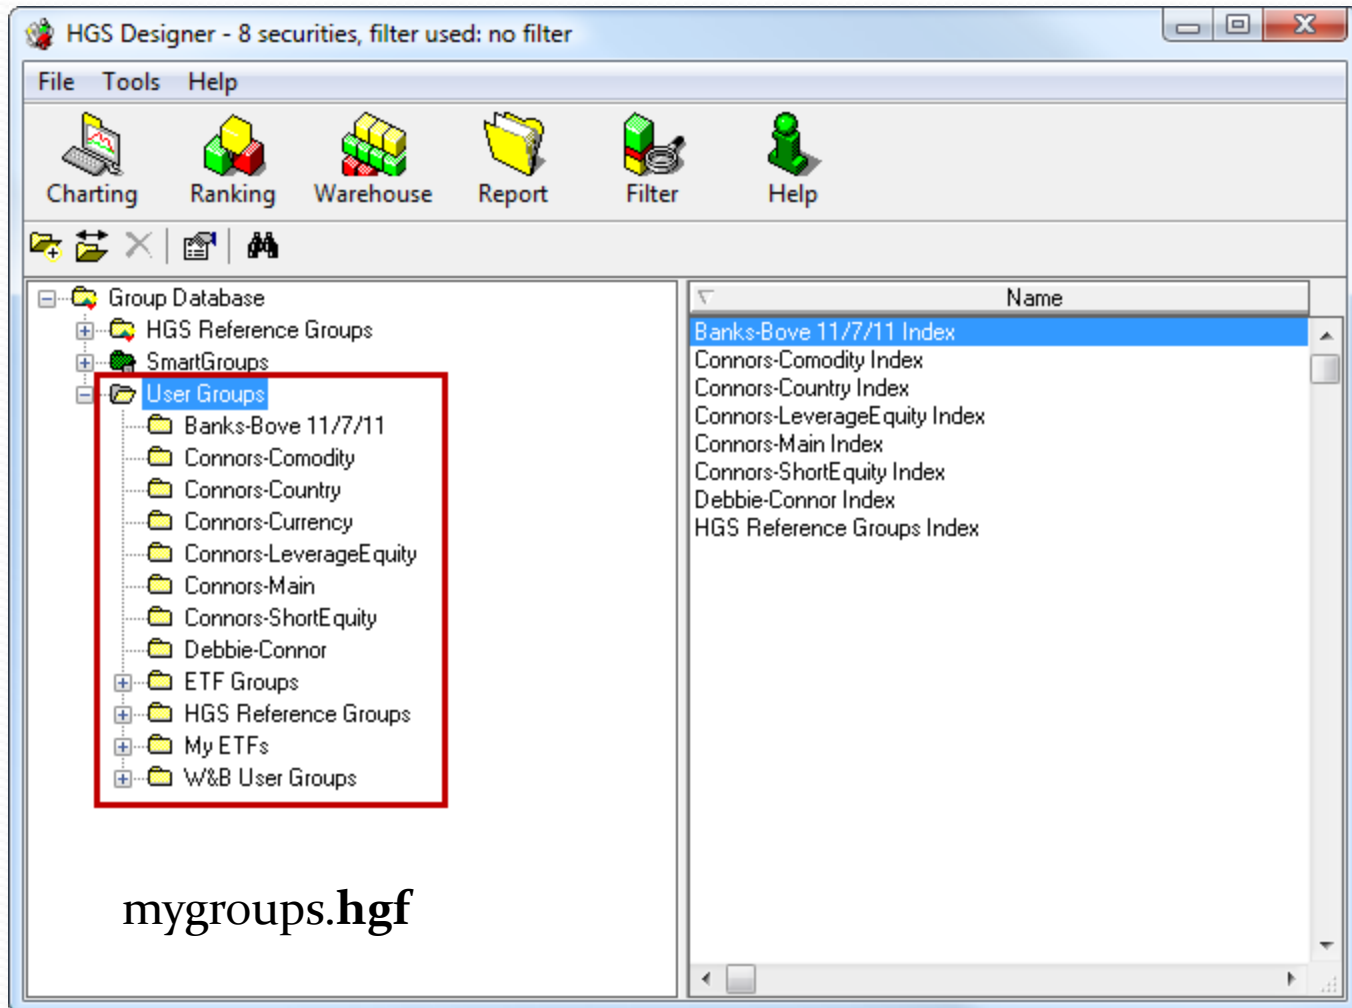 HGS Designer - 8 securities, filter used: no filter
File Tools Help
Charting Ranking Warehouse Report Filter Help
Group Database
HGS Reference Groups
SmartGroups
User Groups
Banks-Bove 11/7/11
Connors-Comodity
Connors-Country
Connors-Currency
Connors-LeverageEquity
Connors-Main
Connors-ShortEquity
Debbie-Connor
ETF Groups
HGS Reference Groups
My ETFs
W&B User Groups
mygroups.hgf
Name
Banks-Bove 11/7/11 Index
Connors-Comodity Index
Connors-Country Index
Connors-LeverageEquity Index
Connors-Main Index
Connors-ShortEquity Index
Debbie-Connor Index
HGS Reference Groups Index